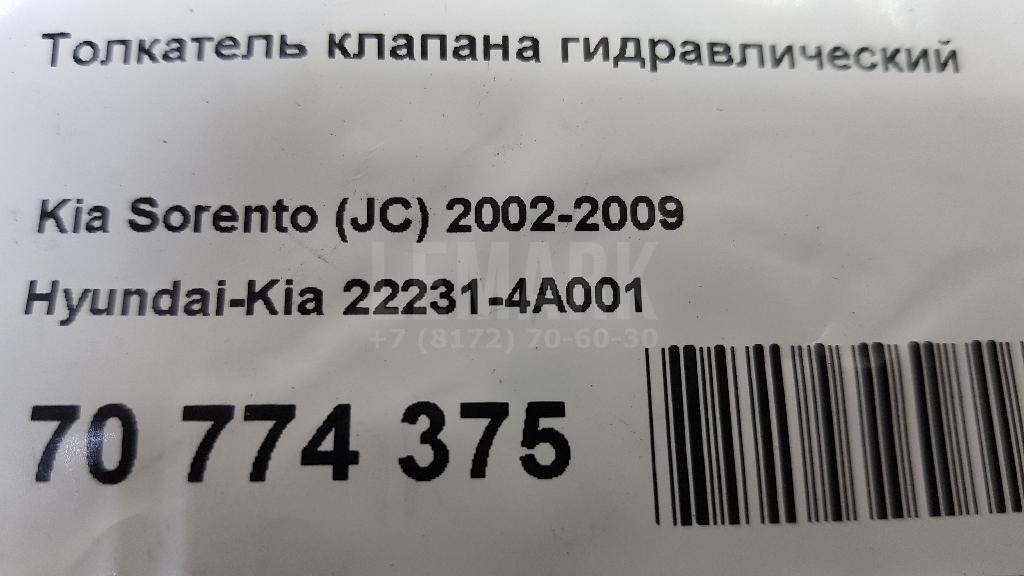 Толкатель клапана гидравлический
Kia Sorento (JC) 2002-2009
LEMARK
Hyundai-Kia 22231-4A001
+7 (8172) 70-60-30
70 774 375